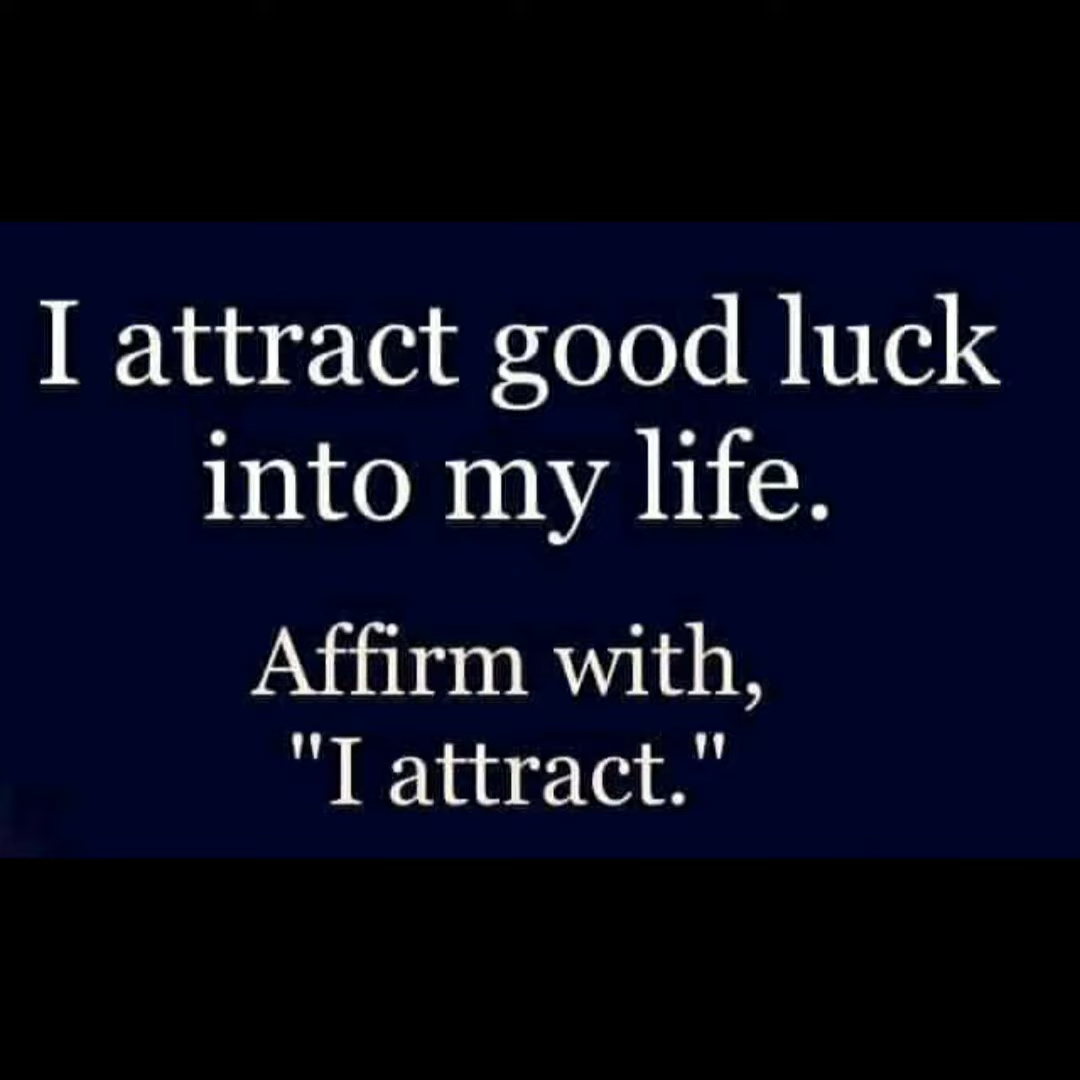 I attract good luck
into my life.
Affirm with,
"I attract."